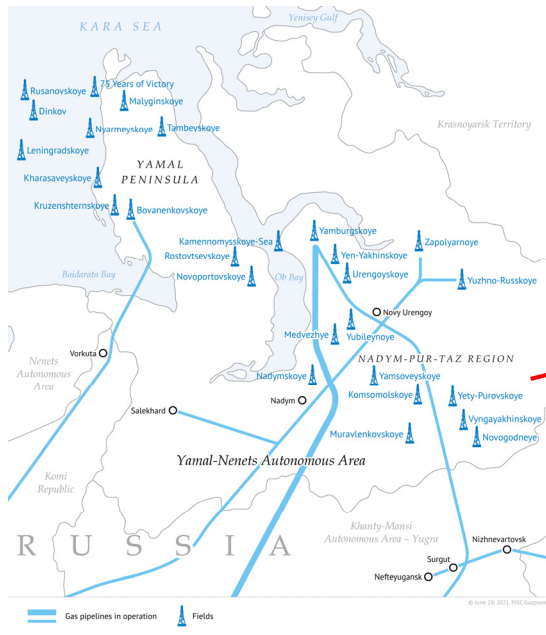 KARA SEA
Yenisey Gulf
75 Years of Victory
Rusanovskoye
Malyginskoye
Dinkov
Nyarmeyskoye
Tambeyskoye
Krasnoyarsk Territory
Leningradskoye
YAMAL
PENINSULA
Kharasaveyskoye
Kruzenshternskoye
Bovanenkovskoye
Yamburgskoye
Kamennomysskoye-Sea
Zapolyarnoye
Rostovtsevskoye
Yen-Yakhinskoye
Baidarata Bay
Novoportovskoye
Ob Bay
Urengoyskoye
Yuzhno-Russkoye
Novy Urengoy
Medvezhye
Yubileynoye
Vorkuta
NADYM-PUR-TAZ REGION
Nenets
Autonomous
Area
Nadymskoye
Yamsoveyskoye
Komsomolskoye
Yety-Purovskoye
Nadym
Salekhard
Vyngayakhinskoye
Muravlenkovskoye
Novogodneye
Yamal-Nenets Autonomous Area
Komi
Republic
Khanty-Mansi
Autonomous Area – Yugra
RUSSIA
Nizhnevartovsk
Surgut
Nefteyugansk
© June 28, 2021, PJSC Gazprom
Gas pipelines in operation
Fields